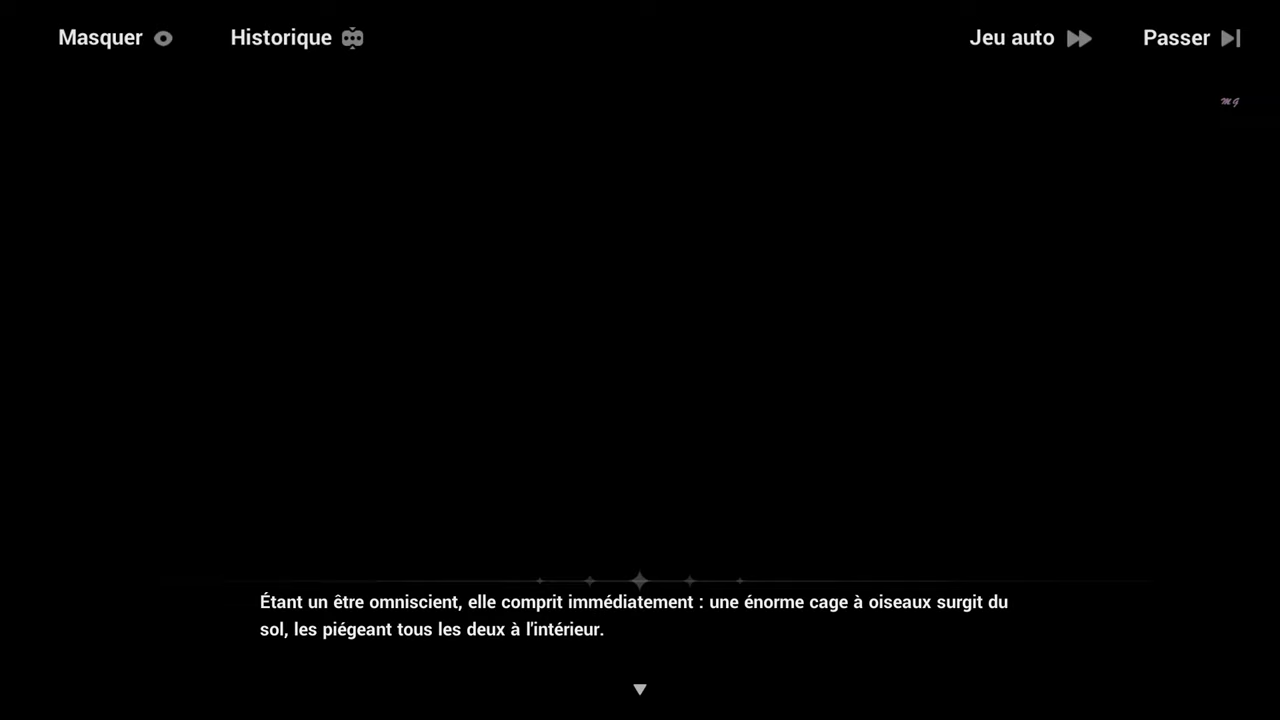 Masquer
Historique
Jeu auto
Passer
MG
Étant un être omniscient, elle comprit immédiatement : une énorme cage à oiseaux surgit du
sol, les piégeant tous les deux à l'intérieur.